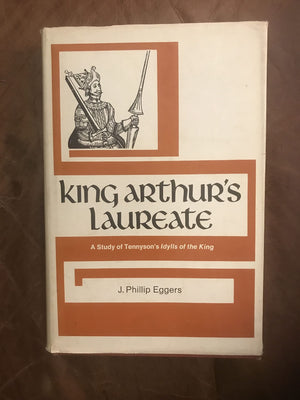 King Arthur's
Laureate
A Study of Tennyson's Idylls of the King
J. Phillip Eggers